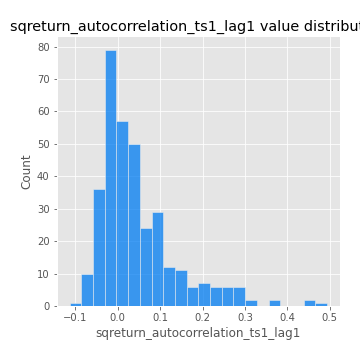 sqreturn_autocorrelation_ts1_lag1 value distribut
80
70
60
50
40
30
20
10
0
Count
−0.1 0.0 0.1 0.2 0.3 0.4 0.5
sqreturn_autocorrelation_ts1_lag1